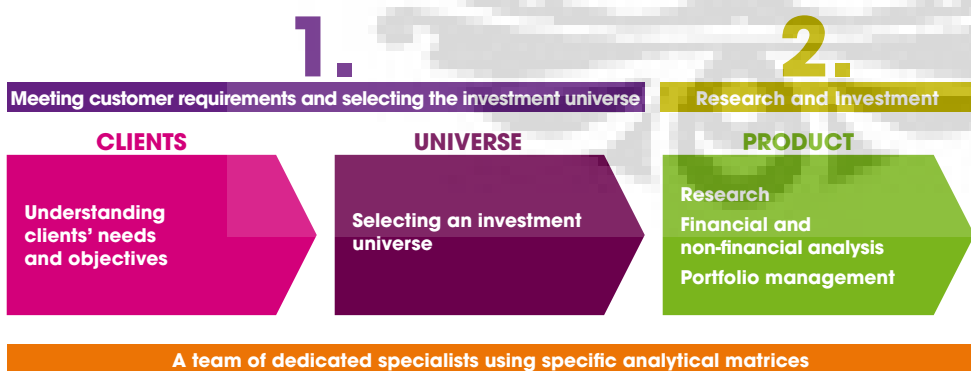 1.
2.
Meeting customer requirements and selecting the investment universe
Research and Investment
CLIENTS
UNIVERSE
PRODUCT
Understanding
clients’ needs
and objectives
Selecting an investment
universe
Research
Financial and
non-financial analysis
Portfolio management
A team of dedicated specialists using specific analytical matrices